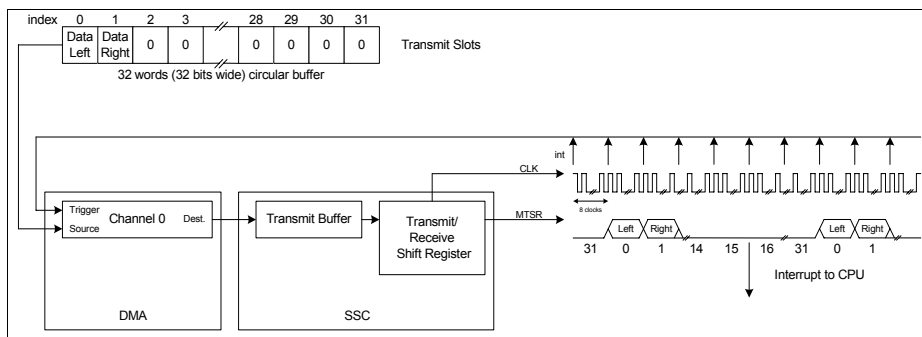 index 0 1 2 3 28 29 30 31
Data Left Data Right 0 0 0 0 0 0 Transmit Slots
32 words (32 bits wide) circular buffer
int
CLK
8 clocks
Trigger
Channel 0 Dest.
Source
Transmit Buffer
Transmit/
Receive
Shift Register
MTSR
Left Right Left Right
31 0 1 14 15 16 31 0 1
Interrupt to CPU
DMA SSC